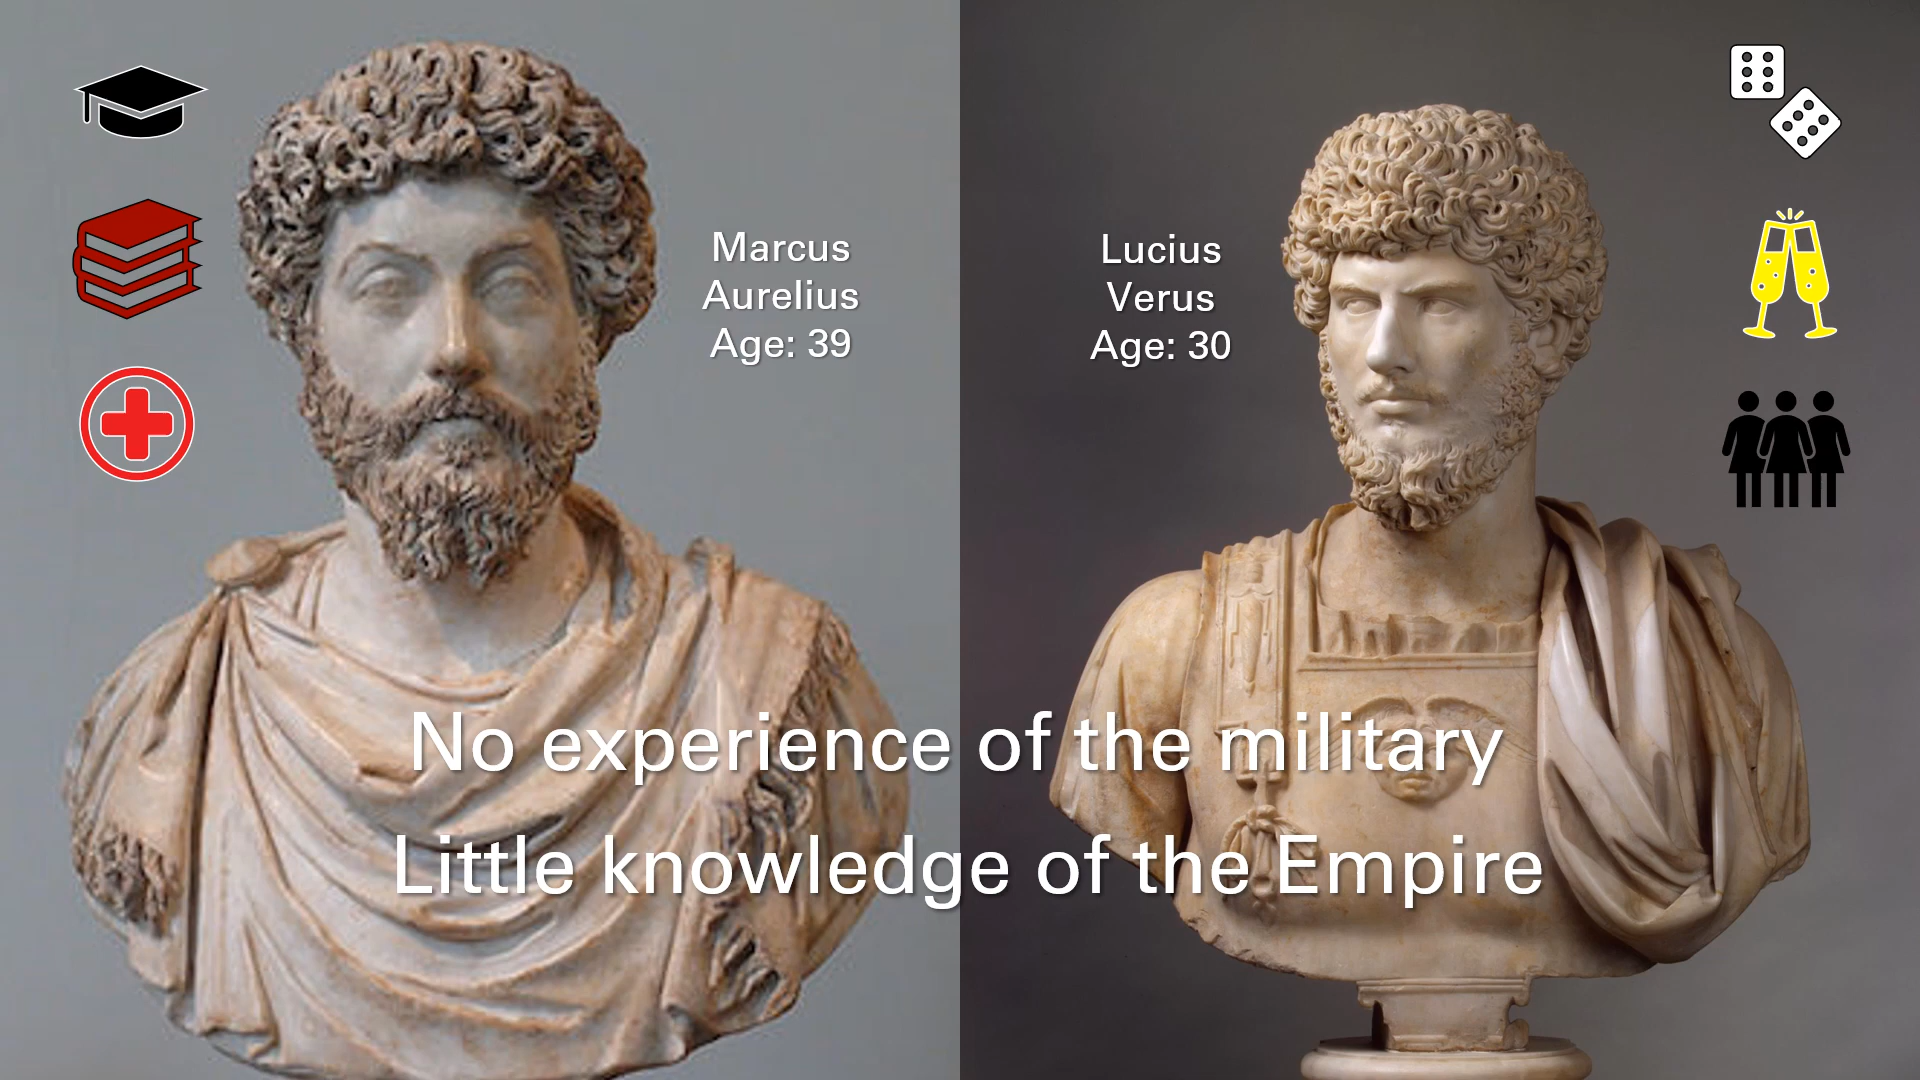 Marcus
Aurelius
Age: 39
Lucius
Verus
Age: 30
No experience of the military
Little knowledge of the Empire